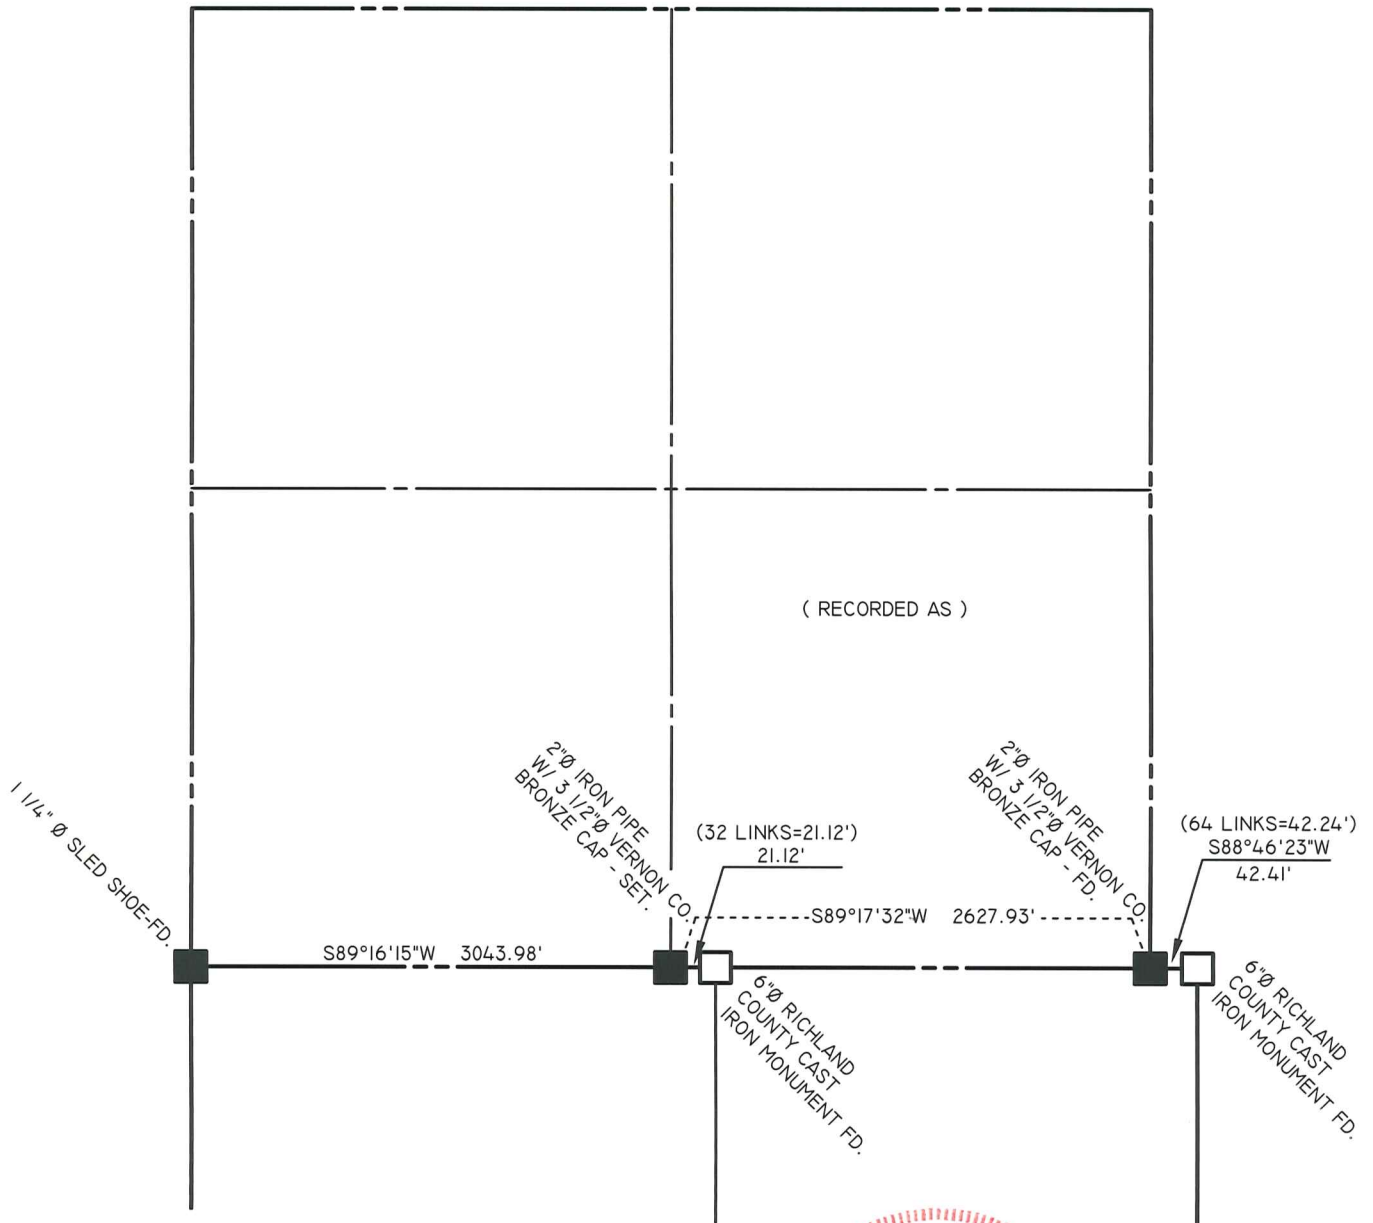 ( RECORDED AS )
1 1/4" Ø SLED SHOE-FD.
2"Ø IRON PIPE
W/ 3 1/2"Ø VERNON CO.
BRONZE CAP - SET.
(32 LINKS=21.12')
21.12'
2"Ø IRON PIPE
W/ 3 1/2"Ø VERNON CO.
BRONZE CAP - FD.
(64 LINKS=42.24')
S88°46'23"W
42.41'
S89°17'32"W 2627.93'
S89°16'15"W 3043.98'
6"Ø RICHLAND
COUNTY CAST
IRON MONUMENT FD.
6"Ø RICHLAND
COUNTY CAST
IRON MONUMENT FD.